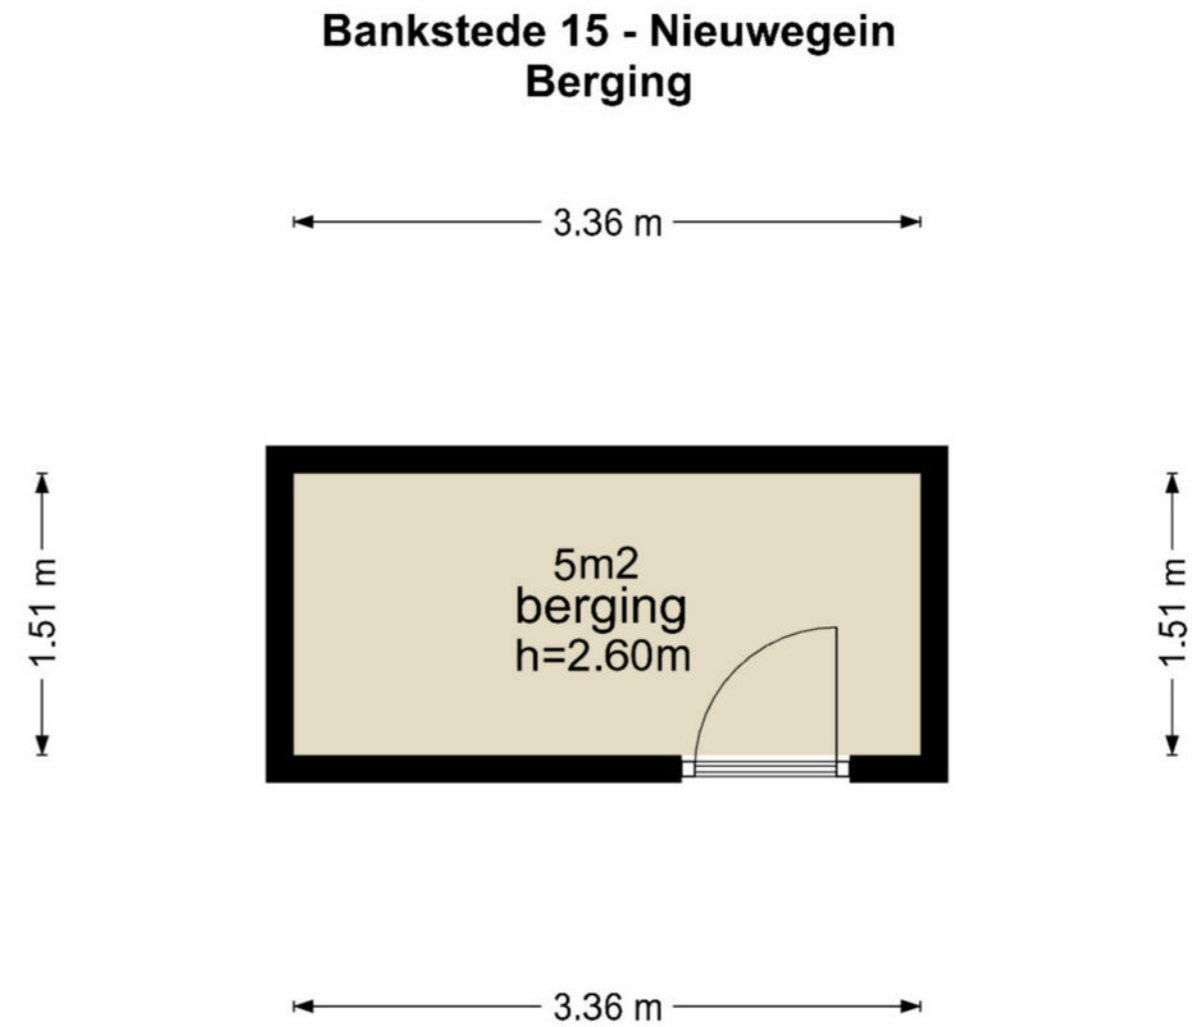 Bankstede 15 - Nieuwegein
Berging
3.36 m
1.51 m
5m2
berging
h=2.60m
1.51 m
3.36 m